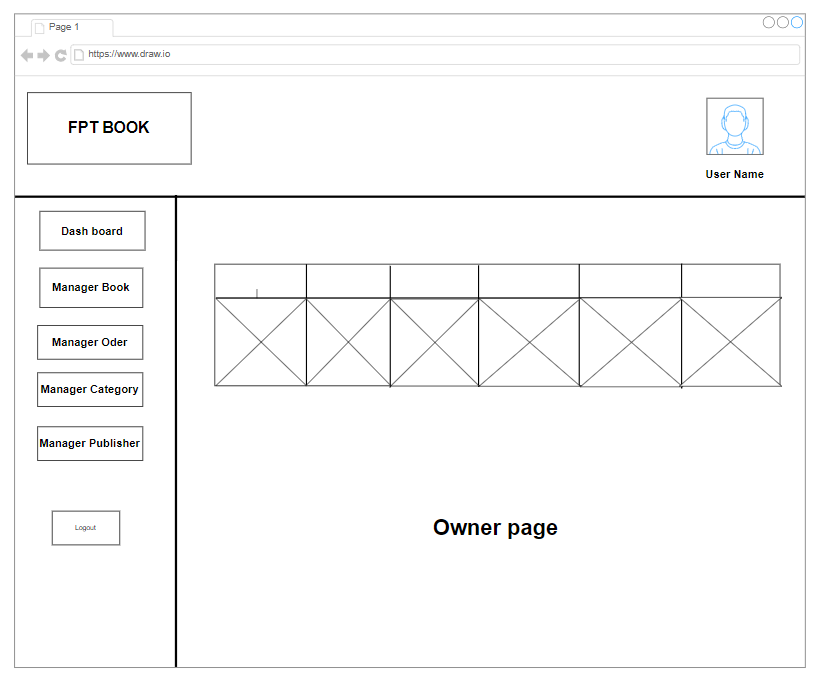 Page 1
https://www.draw.io
FPT BOOK
User Name
Dash board
Manager Book
Manager Oder
Manager Category
Manager Publisher
Logout
Owner page